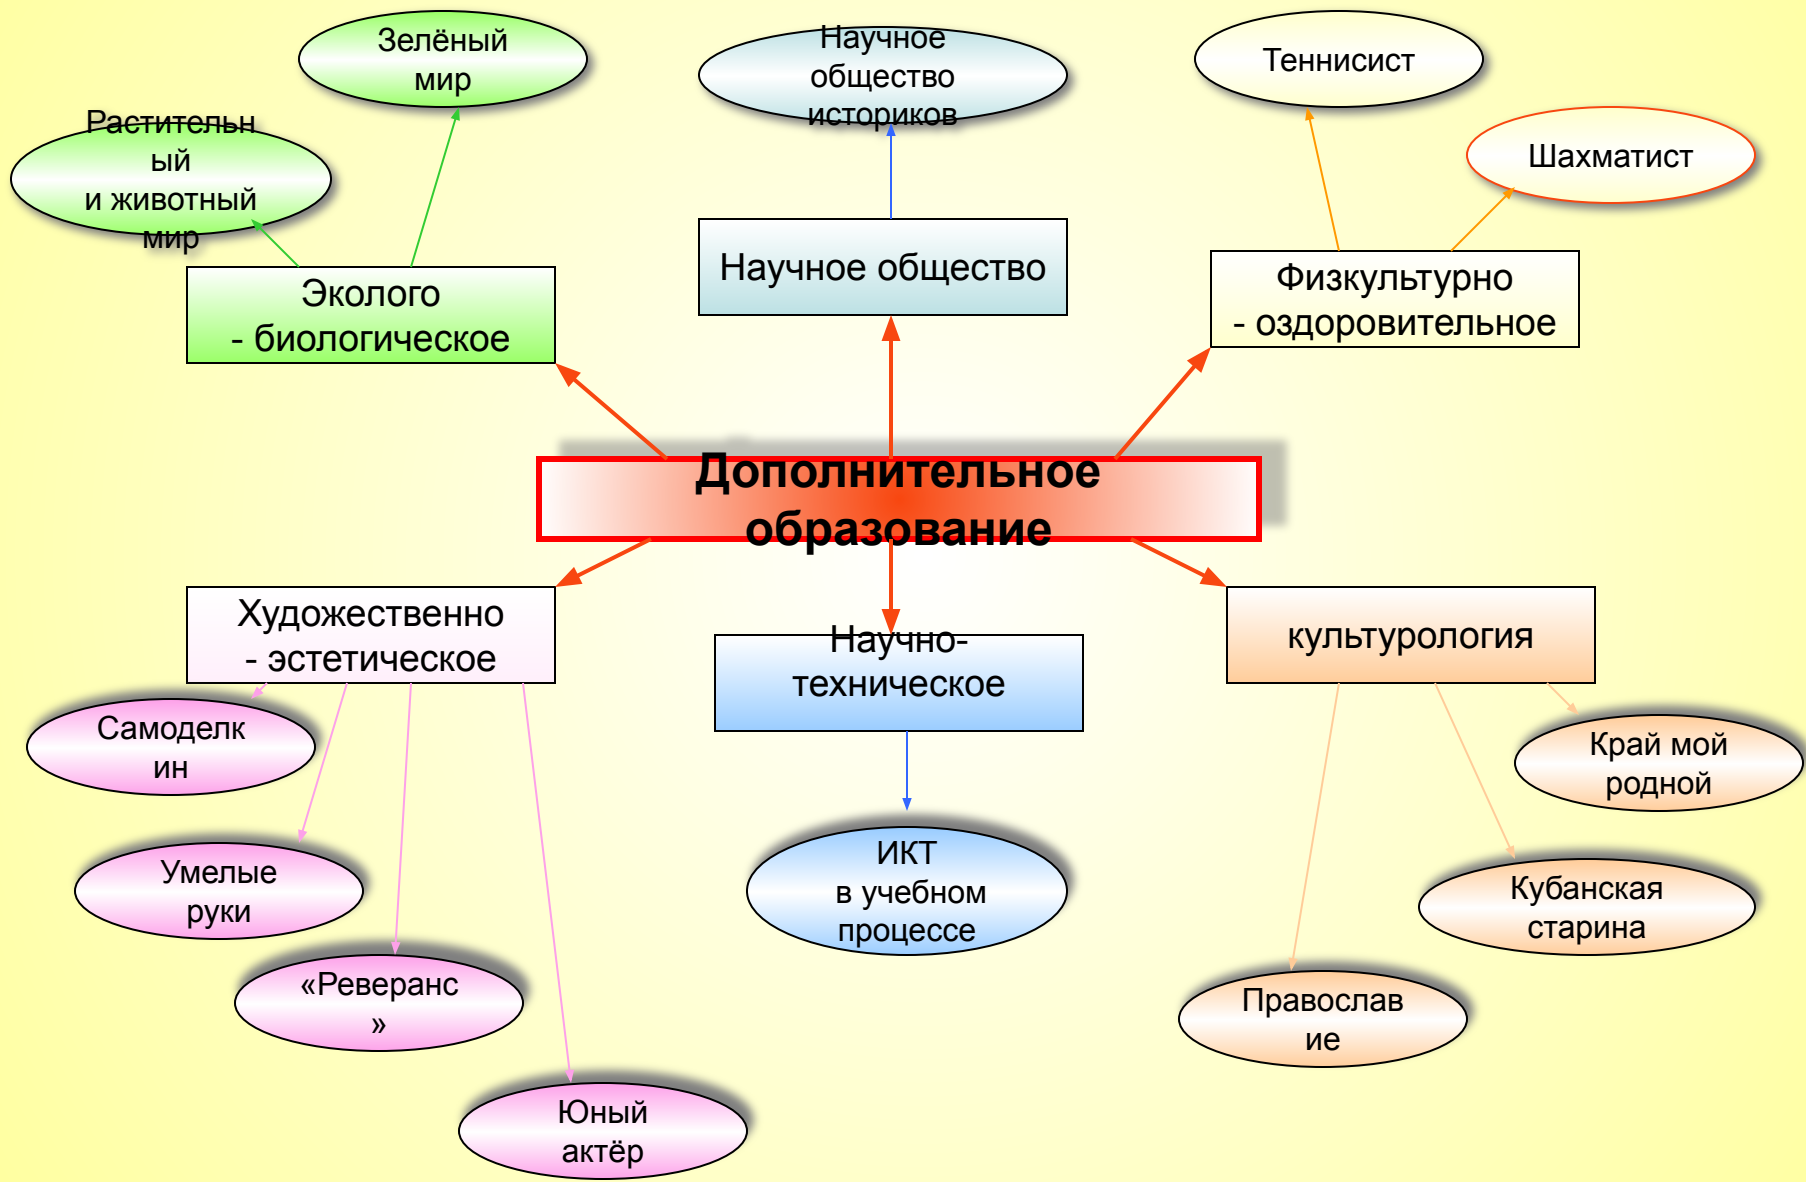 Зелёный
мир
Научное
общество
историков
Теннисист
Растительн
ый
и животный
мир
Шахматист
Эколого
- биологическое
Научное общество
Физкультурно
- оздоровительное
Дополнительное
образование
Художественно
- эстетическое
Научно-
техническое
культурология
Самоделк
ин
Край мой
родной
Умелые
руки
ИКТ
в учебном
процессе
Кубанская
старина
«Реверанс
»
Православ
ие
Юный
актёр